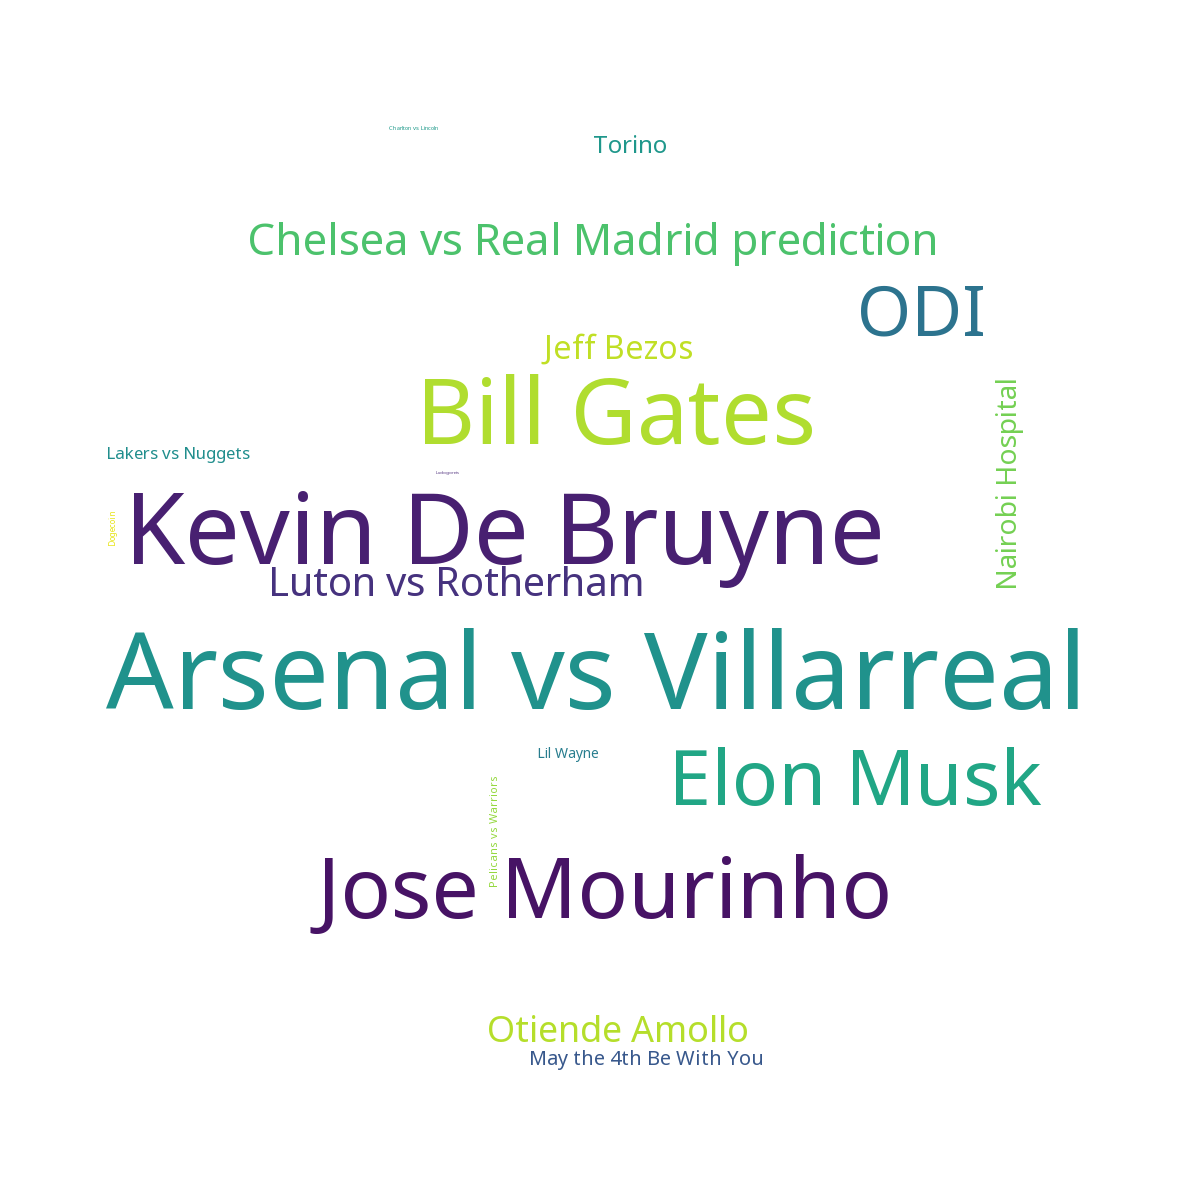 Charlton vs Lincoln
Torino
Chelsea vs Real Madrid prediction
ODI
Jeff Bezos
Bill Gates
Nairobi Hospital
Lakers vs Nuggets
Kevin De Bruyne
Dogecoin
Luton vs Rotherham
Arsenal vs Villarreal
Lil Wayne
Elon Musk
Pelicans vs Warriors
Jose Mourinho
Otiende Amollo
May the 4th Be With You